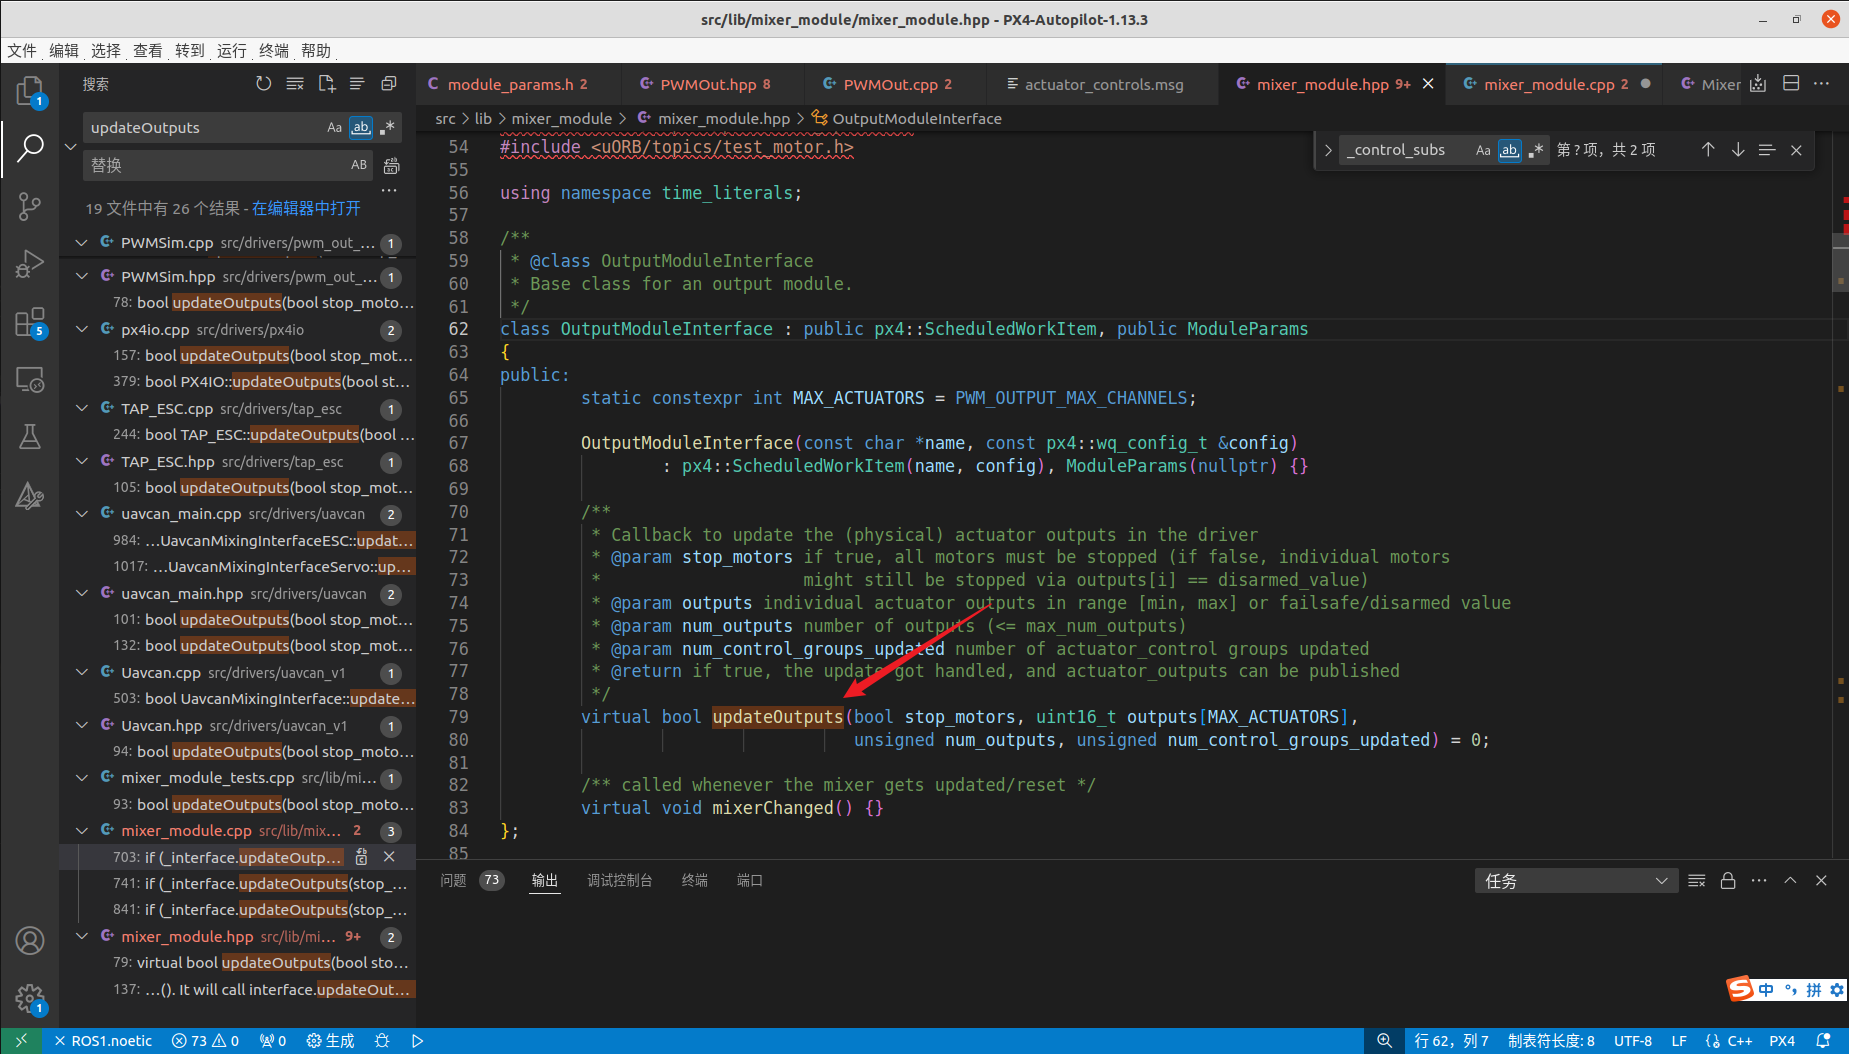 src/lib/mixer_module/mixer_module.hpp - PX4-Autopilot-1.13.3
文件 编辑 选择 查看 转到 运行 终端 帮助
搜索
updateOutputs
Aa ab, .*
替换
AB
19 文件中有 26 个结果 - 在编辑器中打开
PWMSim.cpp src/drivers/pwm_out_... 1
PWMSim.hpp src/drivers/pwm_out_... 1
78: bool updateOutputs(bool stop_moto...
px4io.cpp src/drivers/px4io 2
157: bool updateOutputs(bool stop_mot...
379: bool PX4IO::updateOutputs(bool st...
TAP_ESC.cpp src/drivers/tap_esc 1
244: bool TAP_ESC::updateOutputs(bool ...
TAP_ESC.hpp src/drivers/tap_esc 1
105: bool updateOutputs(bool stop_mot...
uavcan_main.cpp src/drivers/uavcan 2
984: ...UavcanMixingInterfaceESC::updat...
1017: ...UavcanMixingInterfaceServo::up...
uavcan_main.hpp src/drivers/uavcan 2
101: bool updateOutputs(bool stop_mot...
132: bool updateOutputs(bool stop_mot...
Uavcan.cpp src/drivers/uavcan_v1 1
503: bool UavcanMixingInterface::update...
Uavcan.hpp src/drivers/uavcan_v1 1
94: bool updateOutputs(bool stop_moto...
mixer_module_tests.cpp src/lib/mi... 1
93: bool updateOutputs(bool stop_moto...
mixer_module.cpp src/lib/mix... 2 3
703: if (_interface.updateOutp...
741: if (_interface.updateOutputs(stop_...
841: if (_interface.updateOutputs(stop_...
mixer_module.hpp src/lib/mi... 9+ 2
79: virtual bool updateOutputs(bool sto...
137: ...(). It will call interface.updateOut...
1
5
1
module_params.h 2 PWMOut.hpp 8 PWMOut.cpp 2 actuator_controls.msg mixer_module.hpp 9+ mixer_module.cpp 2 Mixer
src > lib > mixer_module > mixer_module.hpp > OutputModuleInterface
_control_subs Aa ab, .* 第 ? 项，共 2 项
54 #include <uORB/topics/test_motor.h>
55
56 using namespace time_literals;
57
58 /**
59 * @class OutputModuleInterface
60 * Base class for an output module.
61 */
62 class OutputModuleInterface : public px4::ScheduledWorkItem, public ModuleParams
63 {
64 public:
65 static constexpr int MAX_ACTUATORS = PWM_OUTPUT_MAX_CHANNELS;
66
67 OutputModuleInterface(const char *name, const px4::wq_config_t &config)
68 : px4::ScheduledWorkItem(name, config), ModuleParams(nullptr) {}
69
70 /**
71 * Callback to update the (physical) actuator outputs in the driver
72 * @param stop_motors if true, all motors must be stopped (if false, individual motors
73 * might still be stopped via outputs[i] == disarmed_value)
74 * @param outputs individual actuator outputs in range [min, max] or failsafe/disarmed value
75 * @param num_outputs number of outputs (<= max_num_outputs)
76 * @param num_control_groups_updated number of actuator_control groups updated
77 * @return if true, the update got handled, and actuator_outputs can be published
78 */
79 virtual bool updateOutputs(bool stop_motors, uint16_t outputs[MAX_ACTUATORS],
80 unsigned num_outputs, unsigned num_control_groups_updated) = 0;
81
82 /** called whenever the mixer gets updated/reset */
83 virtual void mixerChanged() {}
84 };
85
问题 73 输出 调试控制台 终端 端口
任务
中 °, 拼
ROS1.noetic 73 0 0 生成
行 62，列 7 制表符长度: 8 UTF-8 LF {} C++ PX4